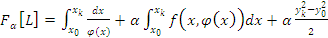 F_α[L] = ∫_{x_0}^{x_k} dx/φ(x) + α ∫_{x_0}^{x_k} f(x, φ(x))dx + α (y_k^2 − y_0^2)/2